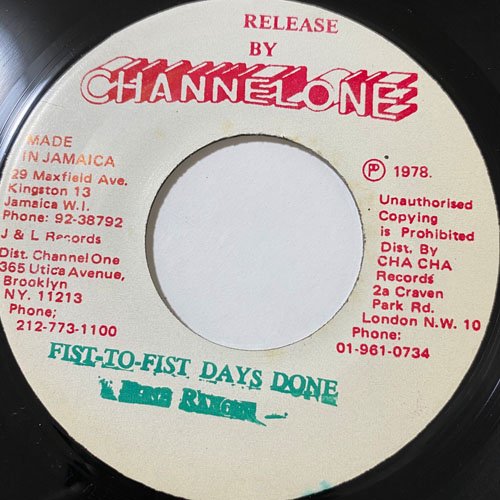 RELEASE
BY
CHANNEL ONE
MADE
IN JAMAICA
29 Maxfield Ave.
Kingston 13
Jamaica W.I.
Phone: 92-38792
J & L Records
Dist. Channel One
365 Utica Avenue,
Brooklyn
NY. 11213
Phone;
212-773-1100
P 1978.
Unauthorised
Copying
is Prohibited
Dist. By
CHA CHA
Records
2a Craven
Park Rd.
London N.W. 10
Phone:
01-961-0734
FIST-TO-FIST DAYS DONE